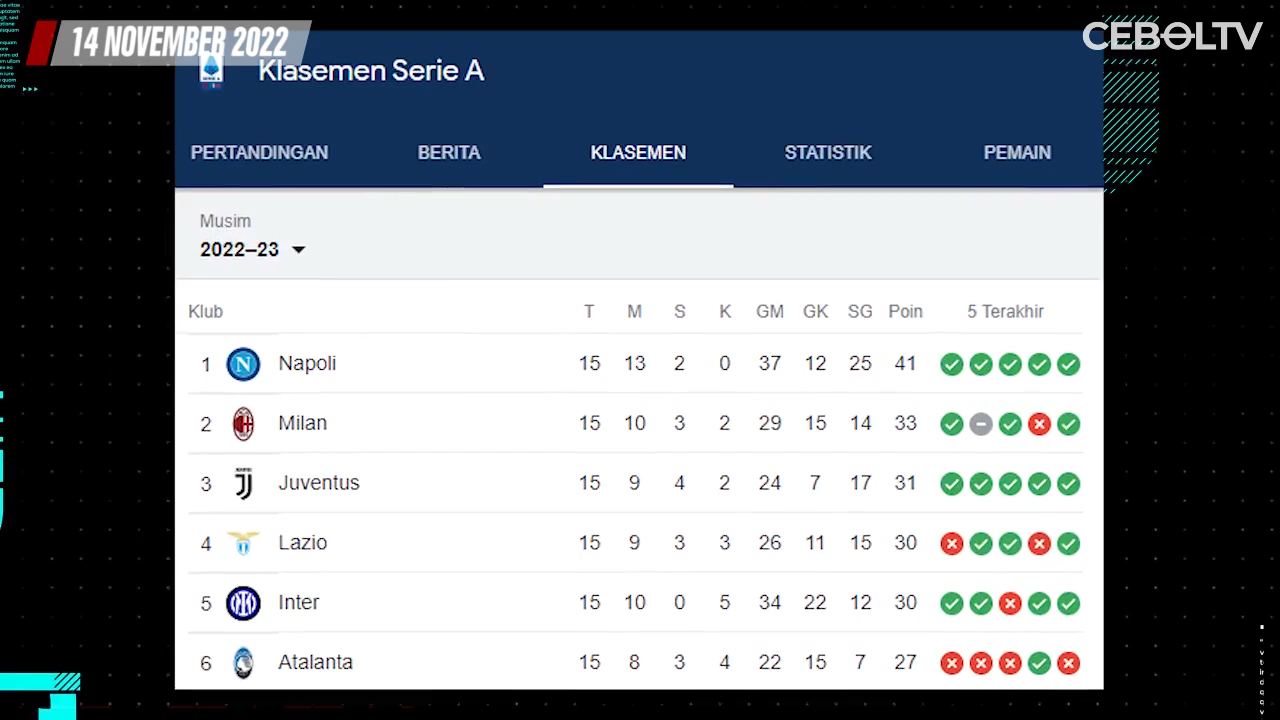 14 NOVEMBER 2022
CEBOLTV
Klasemen Serie A
PERTANDINGAN BERITA KLASEMEN STATISTIK PEMAIN
Musim
2022–23
Klub T M S K GM GK SG Poin 5 Terakhir
1 Napoli 15 13 2 0 37 12 25 41
2 Milan 15 10 3 2 29 15 14 33
3 Juventus 15 9 4 2 24 7 17 31
4 Lazio 15 9 3 3 26 11 15 30
5 Inter 15 10 0 5 34 22 12 30
6 Atalanta 15 8 3 4 22 15 7 27